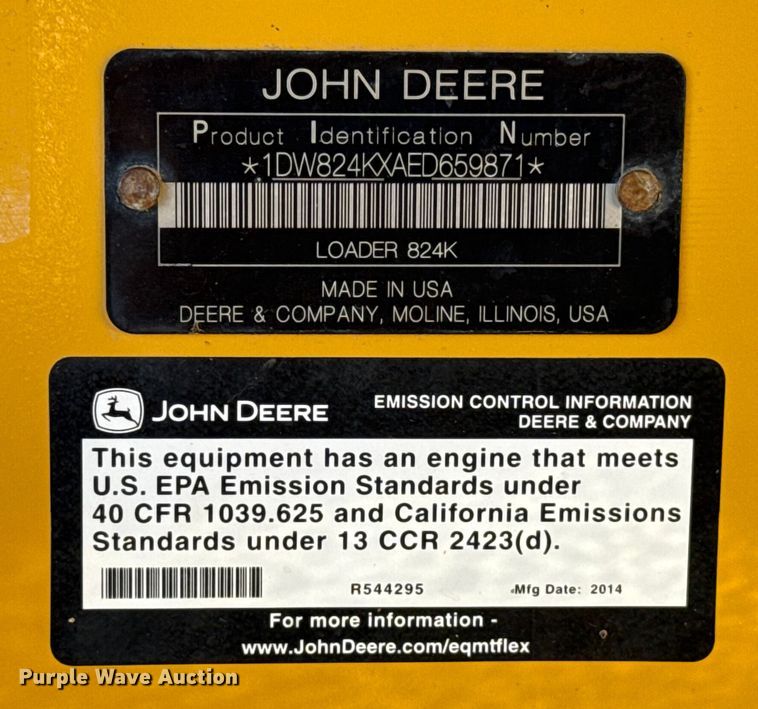 JOHN DEERE
Product Identification Number
*1DW824KXAED659871*
LOADER 824K
MADE IN USA
DEERE & COMPANY, MOLINE, ILLINOIS, USA
JOHN DEERE
EMISSION CONTROL INFORMATION
DEERE & COMPANY
This equipment has an engine that meets
U.S. EPA Emission Standards under
40 CFR 1039.625 and California Emissions
Standards under 13 CCR 2423(d).
R544295 Mfg Date: 2014
For more information -
www.JohnDeere.com/eqmtflex
Purple Wave Auction